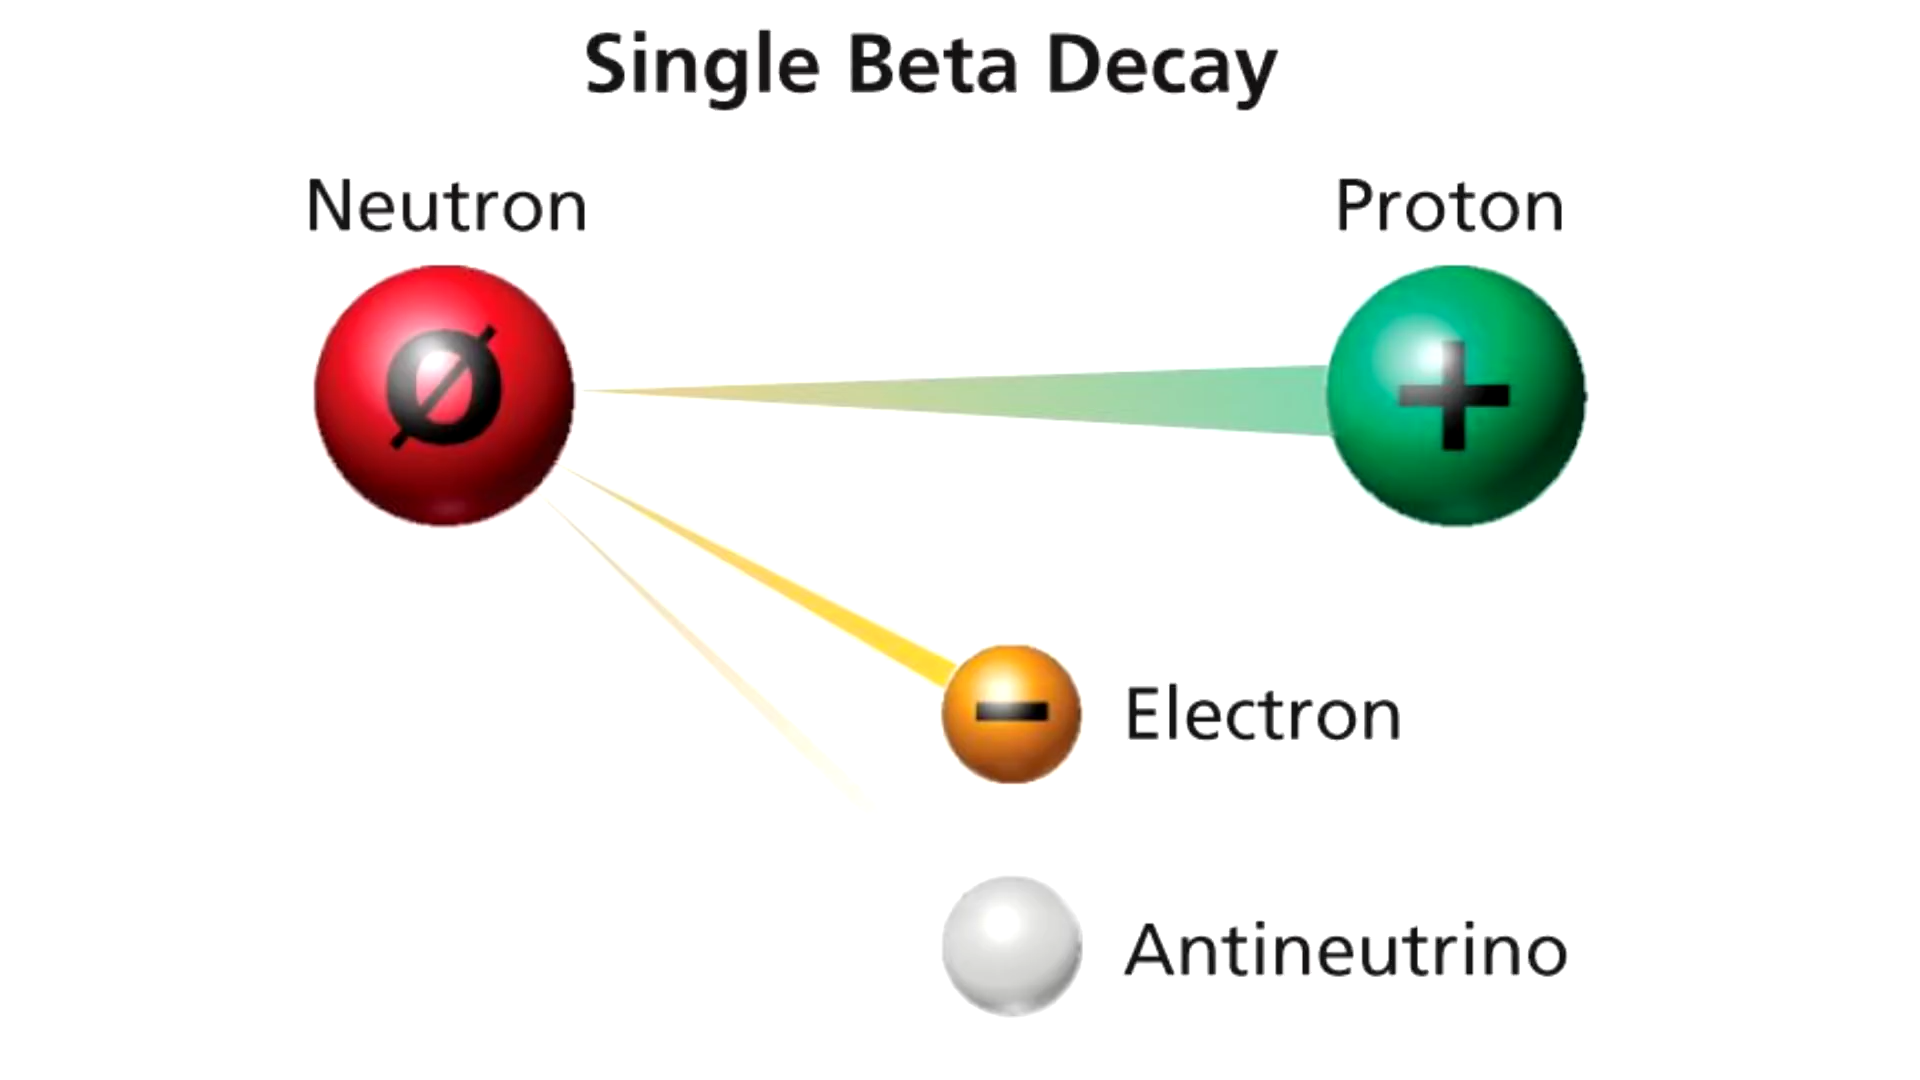 Single Beta Decay
Neutron
Proton
Ø
+
−
Electron
Antineutrino